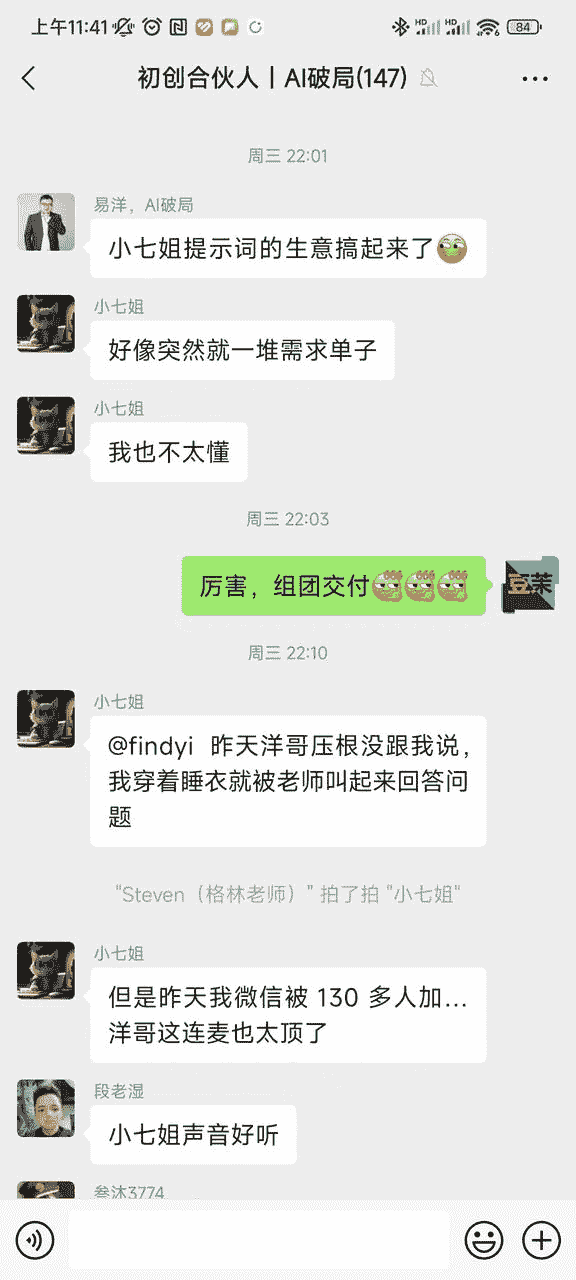 上午11:41
HD
HD
84
初创合伙人丨AI破局(147)
周三 22:01
易洋，AI破局
小七姐提示词的生意搞起来了
小七姐
好像突然就一堆需求单子
小七姐
我也不太懂
周三 22:03
厉害，组团交付
豆茉
周三 22:10
小七姐
@findyi 昨天洋哥压根没跟我说，
我穿着睡衣就被老师叫起来回答问
题
"Steven（格林老师）" 拍了拍 "小七姐"
小七姐
但是昨天我微信被 130 多人加...
洋哥这连麦也太顶了
段老湿
小七姐声音好听
叁沐3774